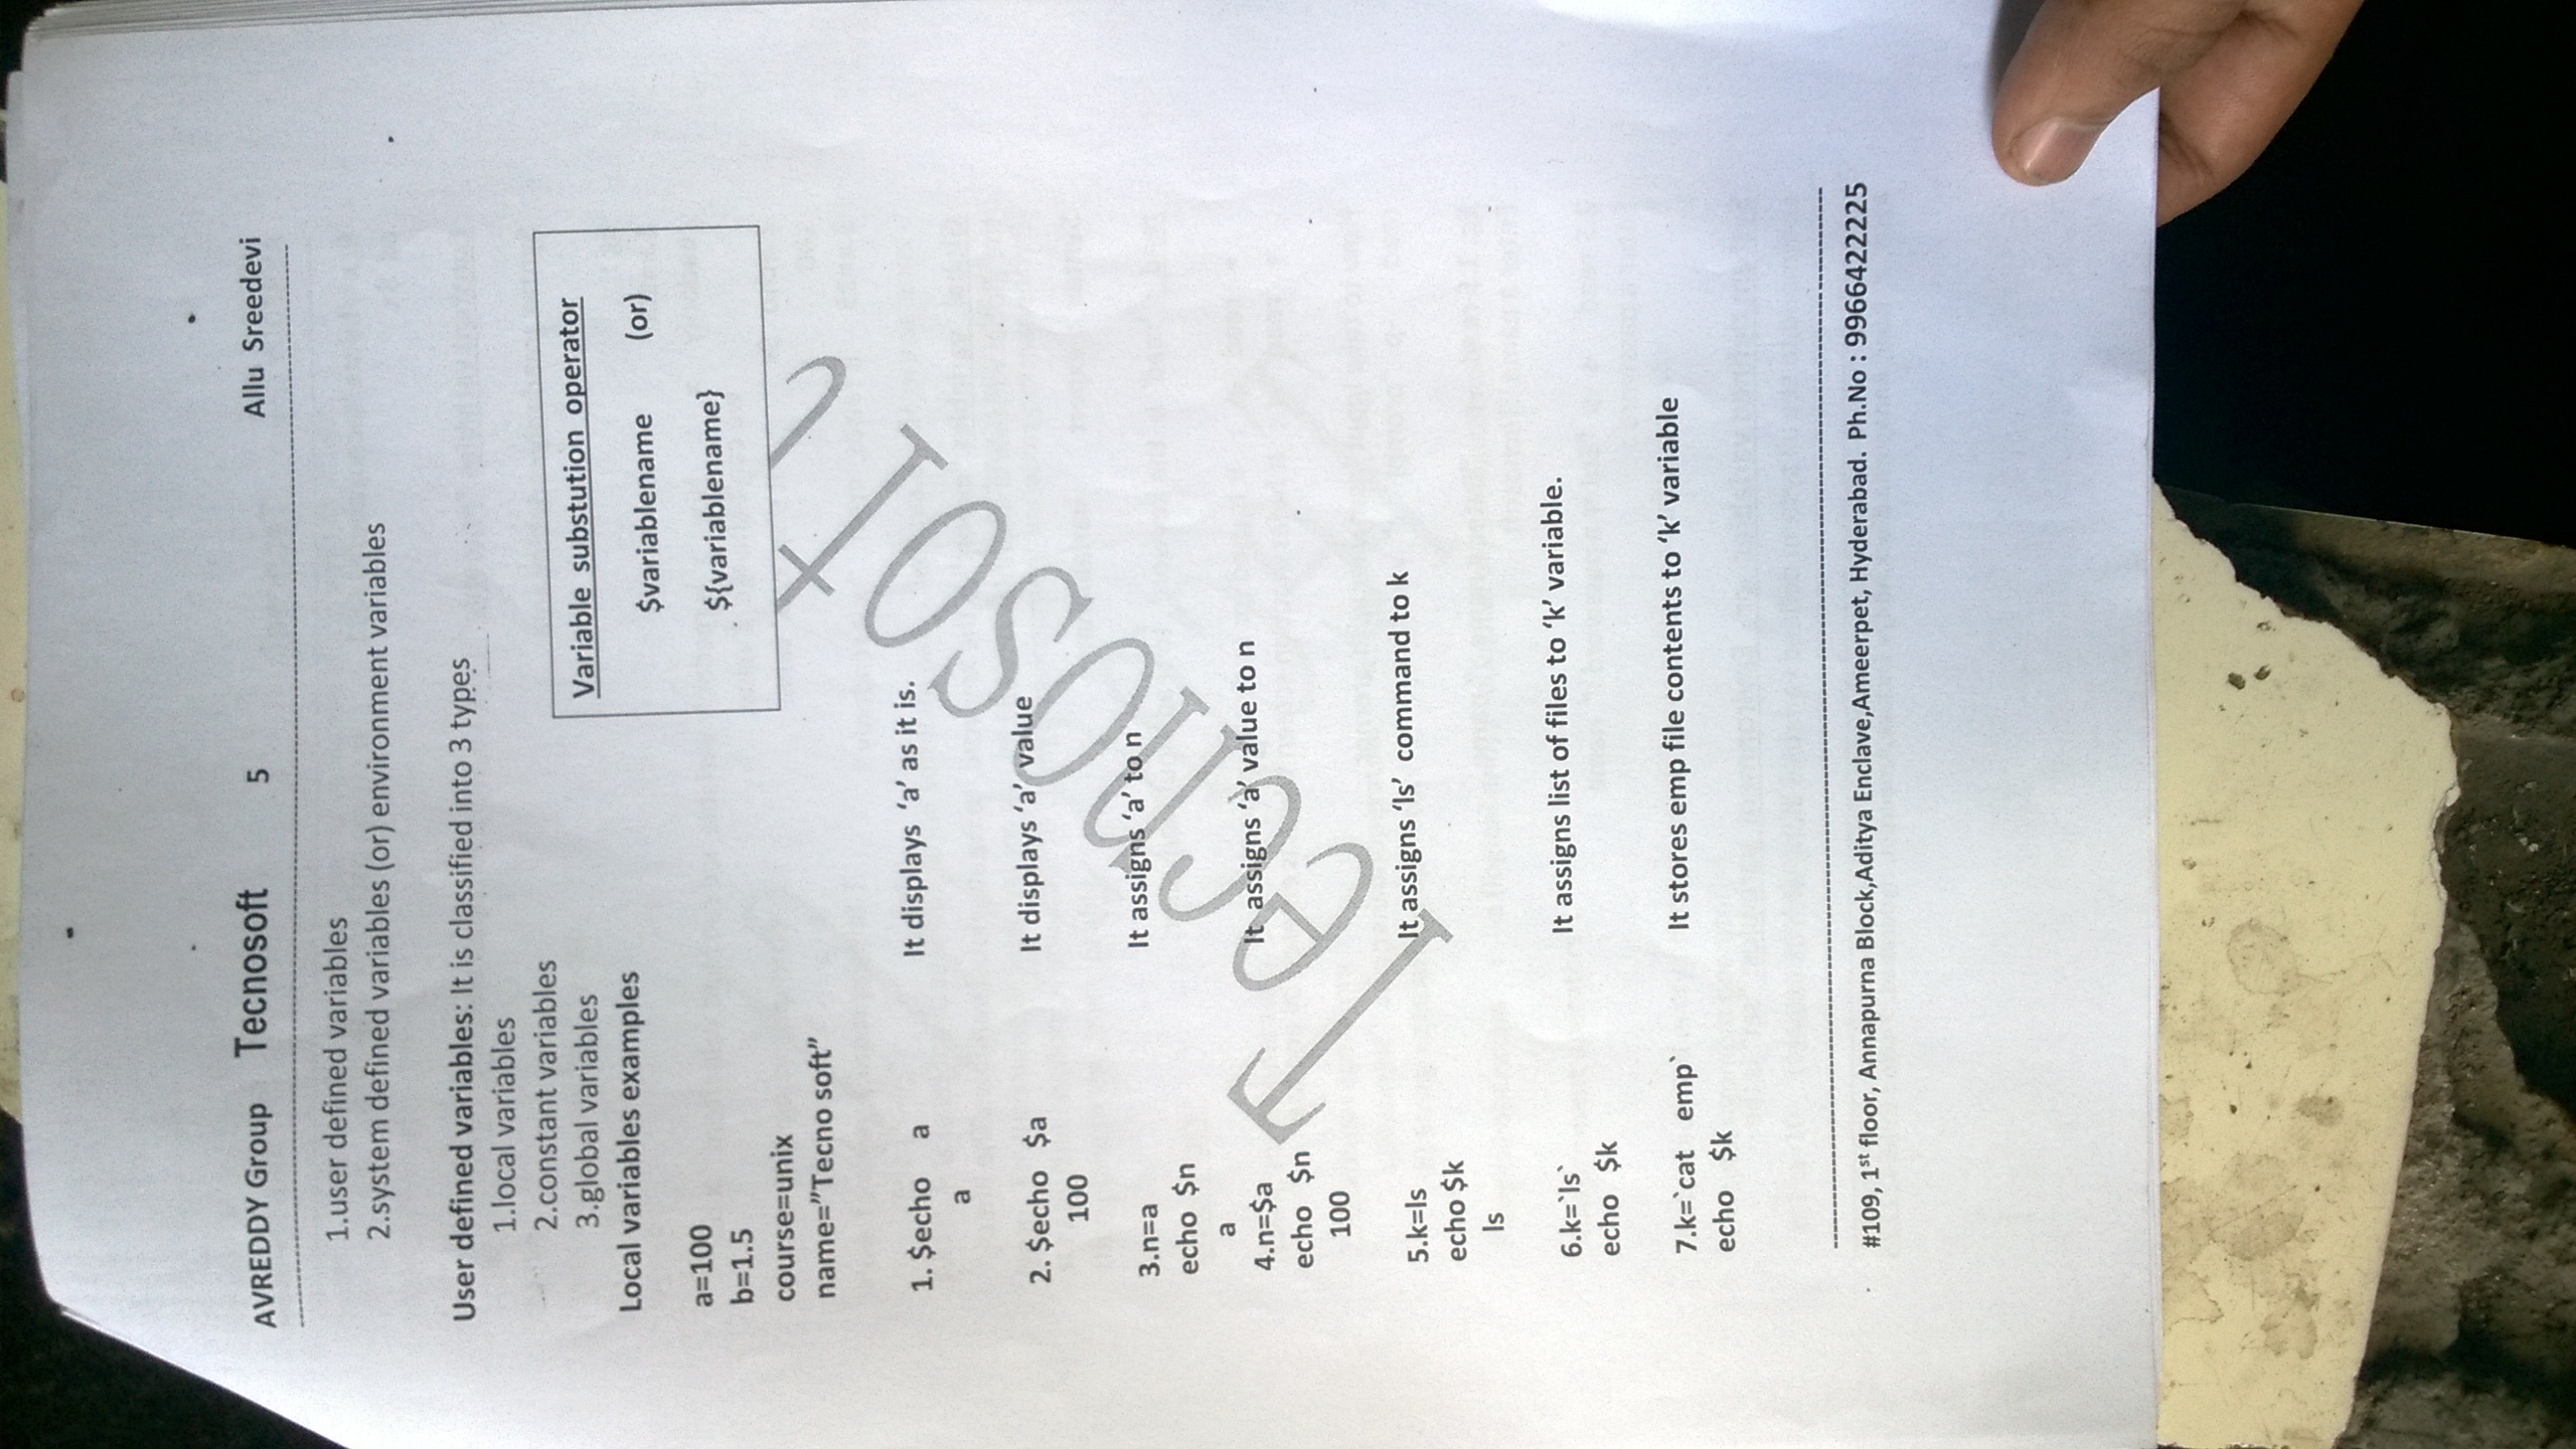 AVREDDY Group Tecnosoft 5 Allu Sreedevi
1.user defined variables
2.system defined variables (or) environment variables
User defined variables: It is classified into 3 types
1.local variables
2.constant variables
3.global variables
Local variables examples
Variable substution operator
$variablename (or)
${variablename}
a=100
b=1.5
course=unix
name=”Tecno soft”
1. $echo a It displays ‘a’ as it is.
a
2. $echo $a It displays ‘a’ value
100
3.n=a It assigns ‘a’ to n
echo $n
a
4.n=$a It assigns ‘a’ value to n
echo $n
100
5.k=ls It assigns ‘ls’ command to k
echo $k
ls
6.k=`ls` It assigns list of files to ‘k’ variable.
echo $k
7.k=`cat emp` It stores emp file contents to ‘k’ variable
echo $k
Tecnosoft
#109, 1st floor, Annapurna Block,Aditya Enclave,Ameerpet, Hyderabad. Ph.No : 9966422225